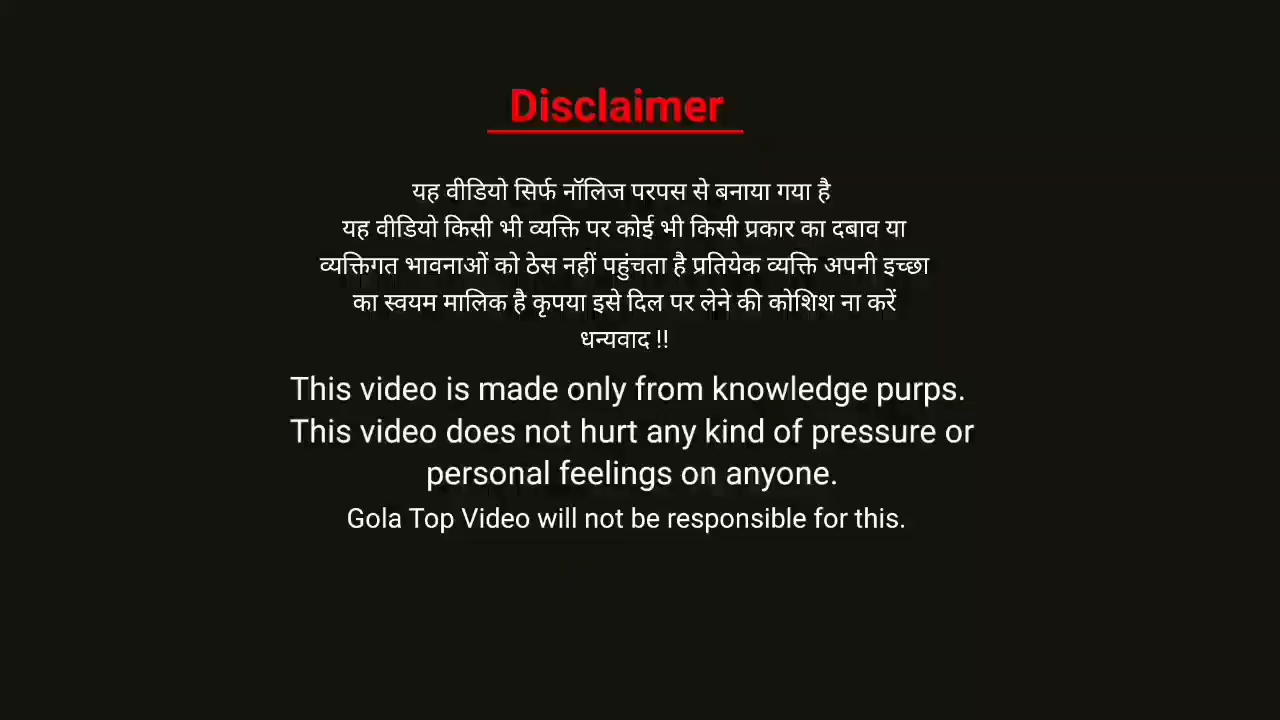 Disclaimer
यह वीडियो सिर्फ नॉलिज परपस से बनाया गया है
यह वीडियो किसी भी व्यक्ति पर कोई भी किसी प्रकार का दबाव या
व्यक्तिगत भावनाओं को ठेस नहीं पहुंचता है प्रतियेक व्यक्ति अपनी इच्छा
का स्वयम मालिक है कृपया इसे दिल पर लेने की कोशिश ना करें
धन्यवाद !!
This video is made only from knowledge purps.
This video does not hurt any kind of pressure or
personal feelings on anyone.
Gola Top Video will not be responsible for this.